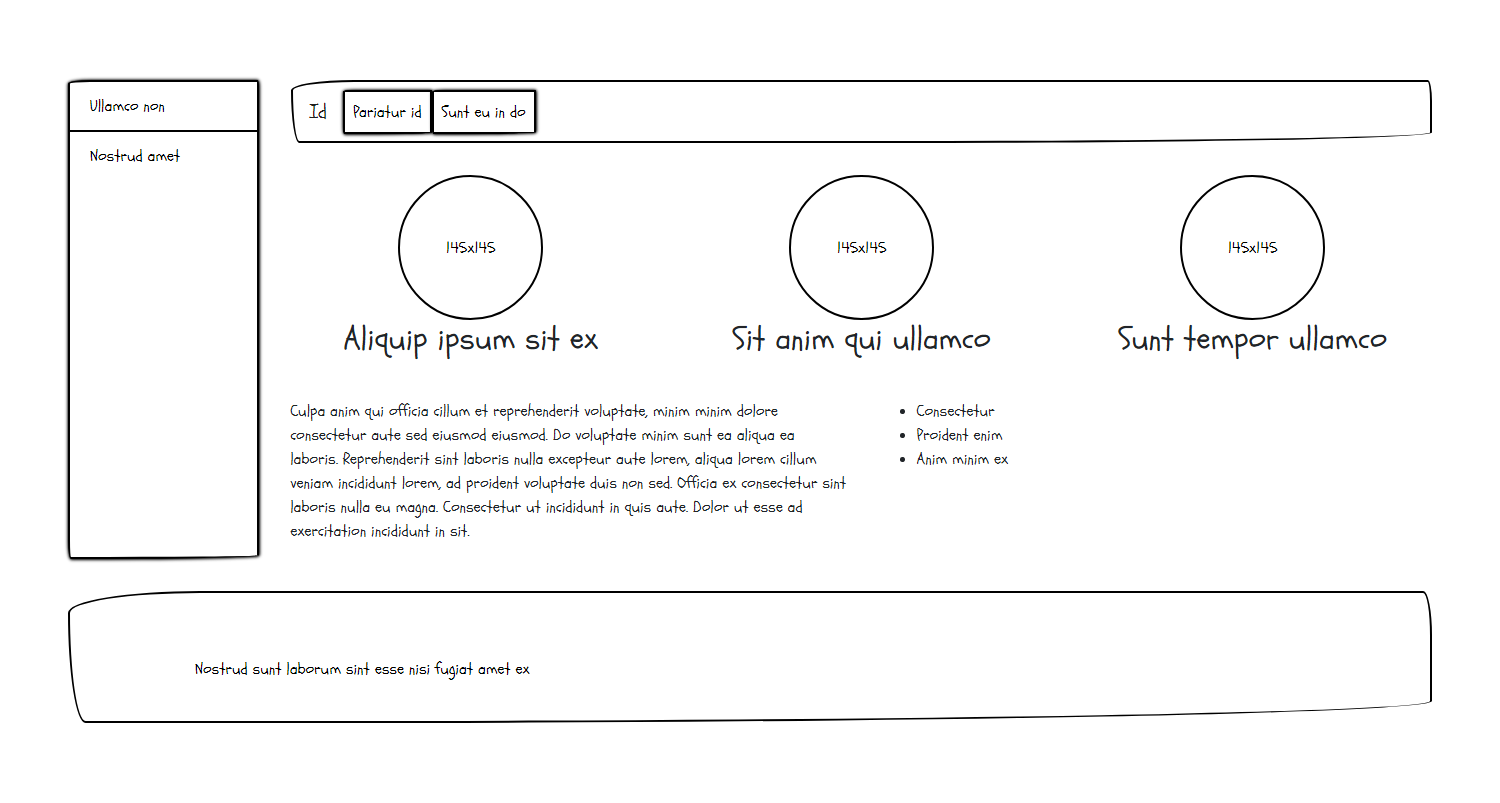 Ullamco non
Nostrud amet
Id
Pariatur id
Sunt eu in do
145x145
145x145
145x145
Aliquip ipsum sit ex
Sit anim qui ullamco
Sunt tempor ullamco
Culpa anim qui officia cillum et reprehenderit voluptate, minim minim dolore
consectetur aute sed eiusmod eiusmod. Do voluptate minim sunt ea aliqua ea
laboris. Reprehenderit sint laboris nulla excepteur aute lorem, aliqua lorem cillum
veniam incididunt lorem, ad proident voluptate duis non sed. Officia ex consectetur sint
laboris nulla eu magna. Consectetur ut incididunt in quis aute. Dolor ut esse ad
exercitation incididunt in sit.
Consectetur
Proident enim
Anim minim ex
Nostrud sunt laborum sint esse nisi fugiat amet ex